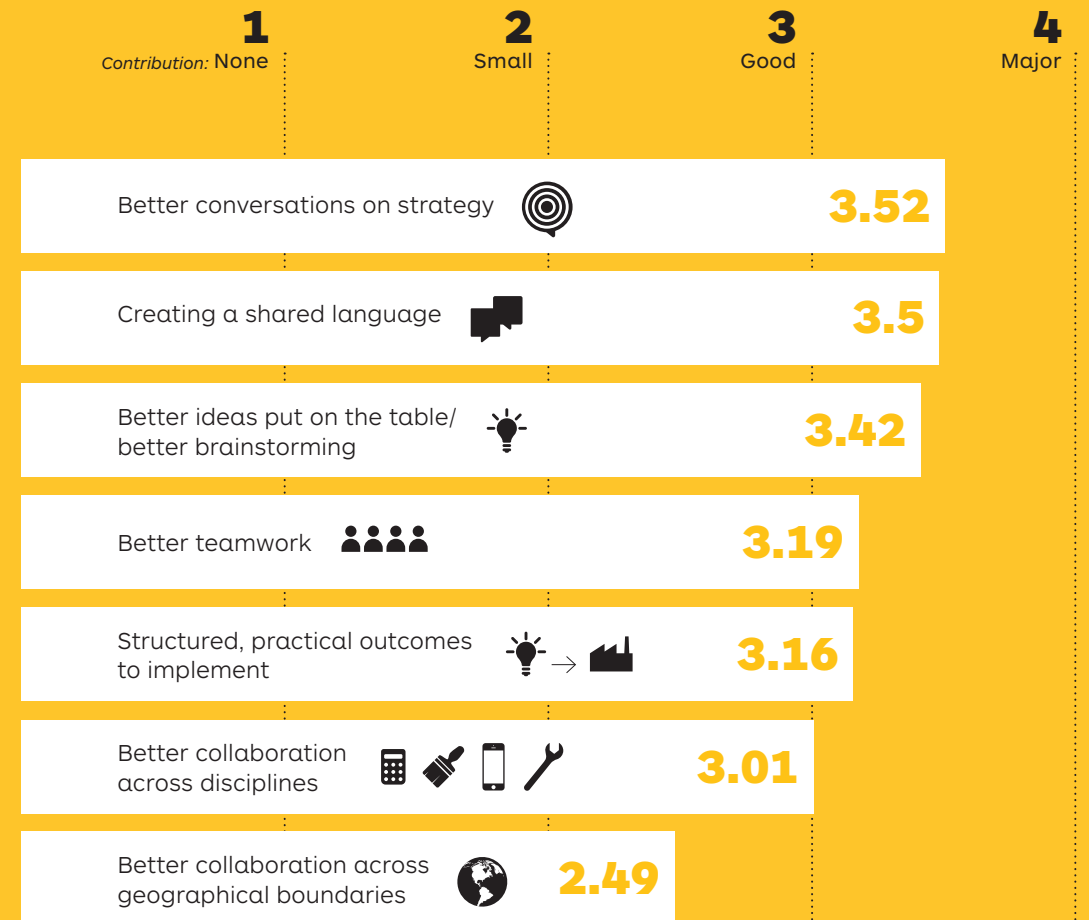 1
2
3
4
Contribution: None
Small
Good
Major
Better conversations on strategy
3.52
Creating a shared language
3.5
Better ideas put on the table/
better brainstorming
3.42
Better teamwork
3.19
Structured, practical outcomes
to implement
3.16
Better collaboration
across disciplines
3.01
Better collaboration across
geographical boundaries
2.49